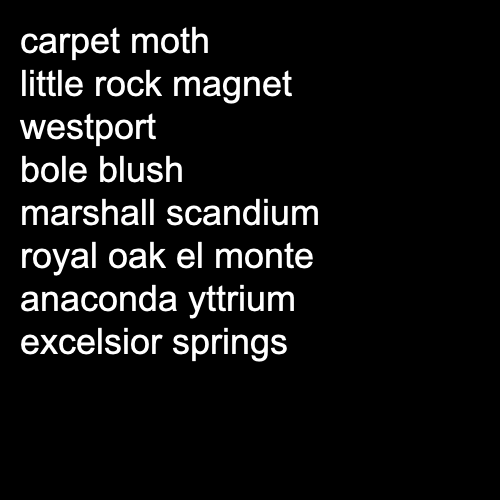 carpet moth
little rock magnet
westport
bole blush
marshall scandium
royal oak el monte
anaconda yttrium
excelsior springs